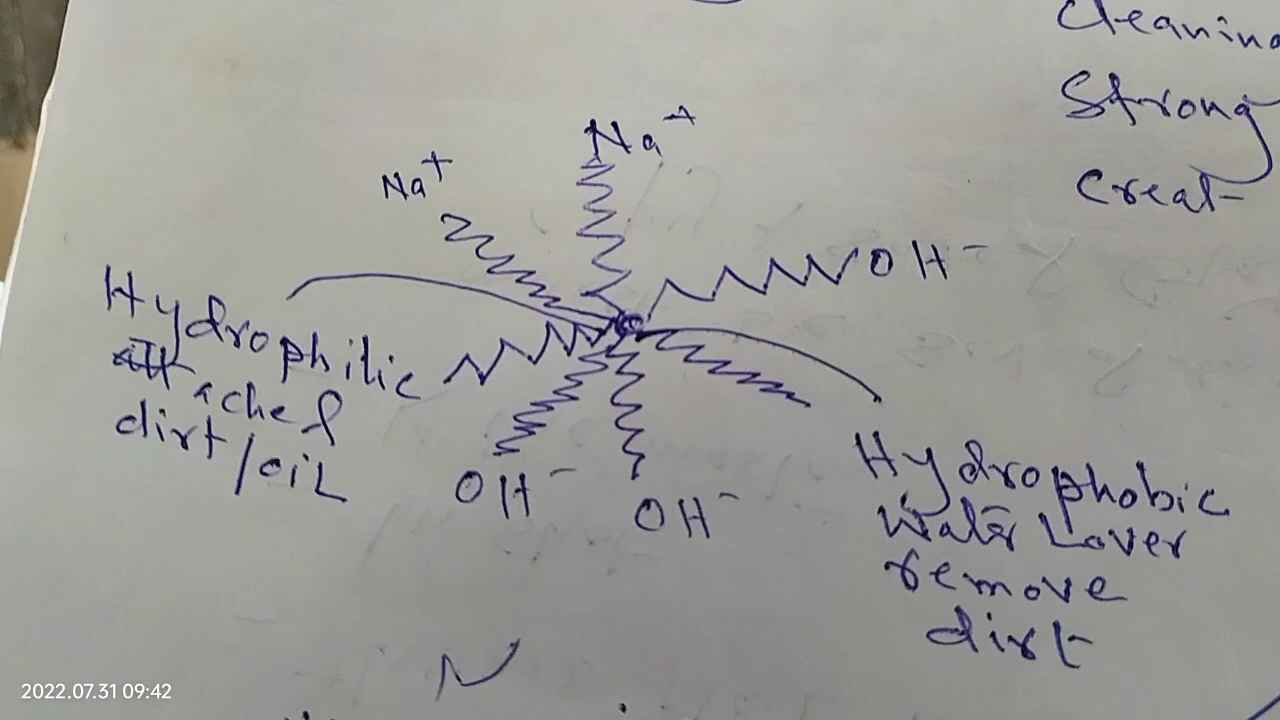 Cleanin
Strong
Creat-
Na+
Na+
OH-
Hydrophilic
attached
dirt/oil
OH-
OH-
Hydrophobic
Water Lover
remove
dirt
N
2022.07.31 09:42